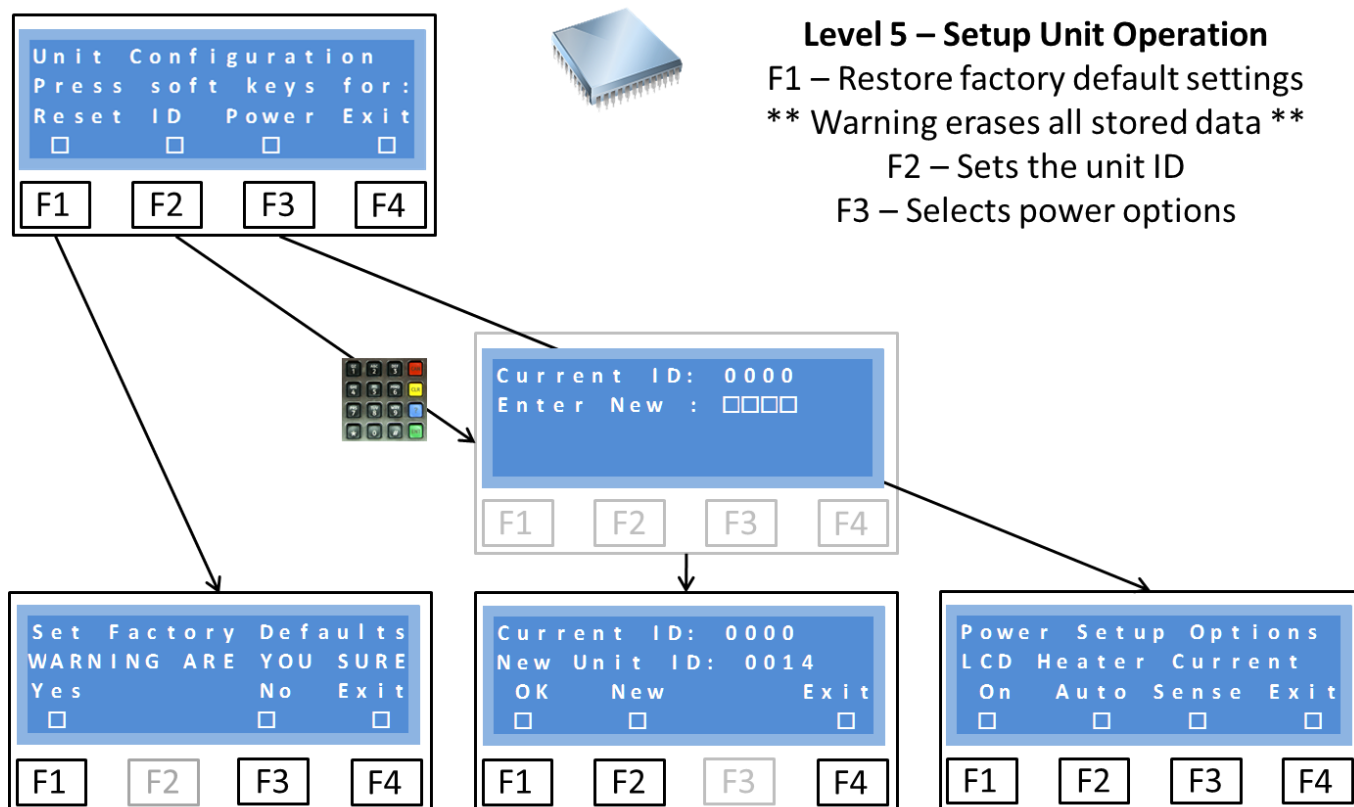 Unit Configuration
Press soft keys for:
Reset ID Power Exit
F1 F2 F3 F4
Level 5 – Setup Unit Operation
F1 – Restore factory default settings
** Warning erases all stored data **
F2 – Sets the unit ID
F3 – Selects power options
Current ID: 0000
Enter New :
F1 F2 F3 F4
Set Factory Defaults
WARNING ARE YOU SURE
Yes No Exit
F1 F2 F3 F4
Current ID: 0000
New Unit ID: 0014
OK New Exit
F1 F2 F3 F4
Power Setup Options
LCD Heater Current
On Auto Sense Exit
F1 F2 F3 F4